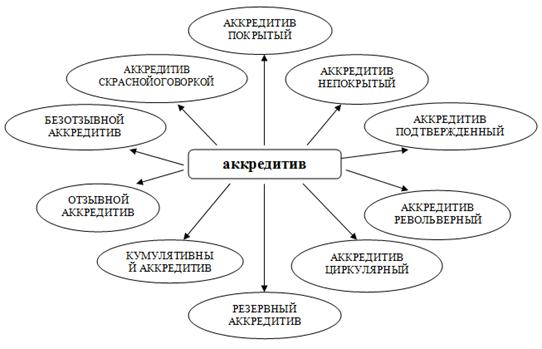 АККРЕДИТИВ
ПОКРЫТЫЙ
АККРЕДИТИВ
СКРАСНОЙОГОВОРКОЙ
АККРЕДИТИВ
НЕПОКРЫТЫЙ
БЕЗОТЗЫВНОЙ
АККРЕДИТИВ
АККРЕДИТИВ
ПОДТВЕРЖДЕННЫЙ
аккредитив
ОТЗЫВНОЙ
АККРЕДИТИВ
АККРЕДИТИВ
РЕВОЛЬВЕРНЫЙ
КУМУЛЯТИВНЫ
Й АККРЕДИТИВ
АККРЕДИТИВ
ЦИРКУЛЯРНЫЙ
РЕЗЕРВНЫЙ
АККРЕДИТИВ